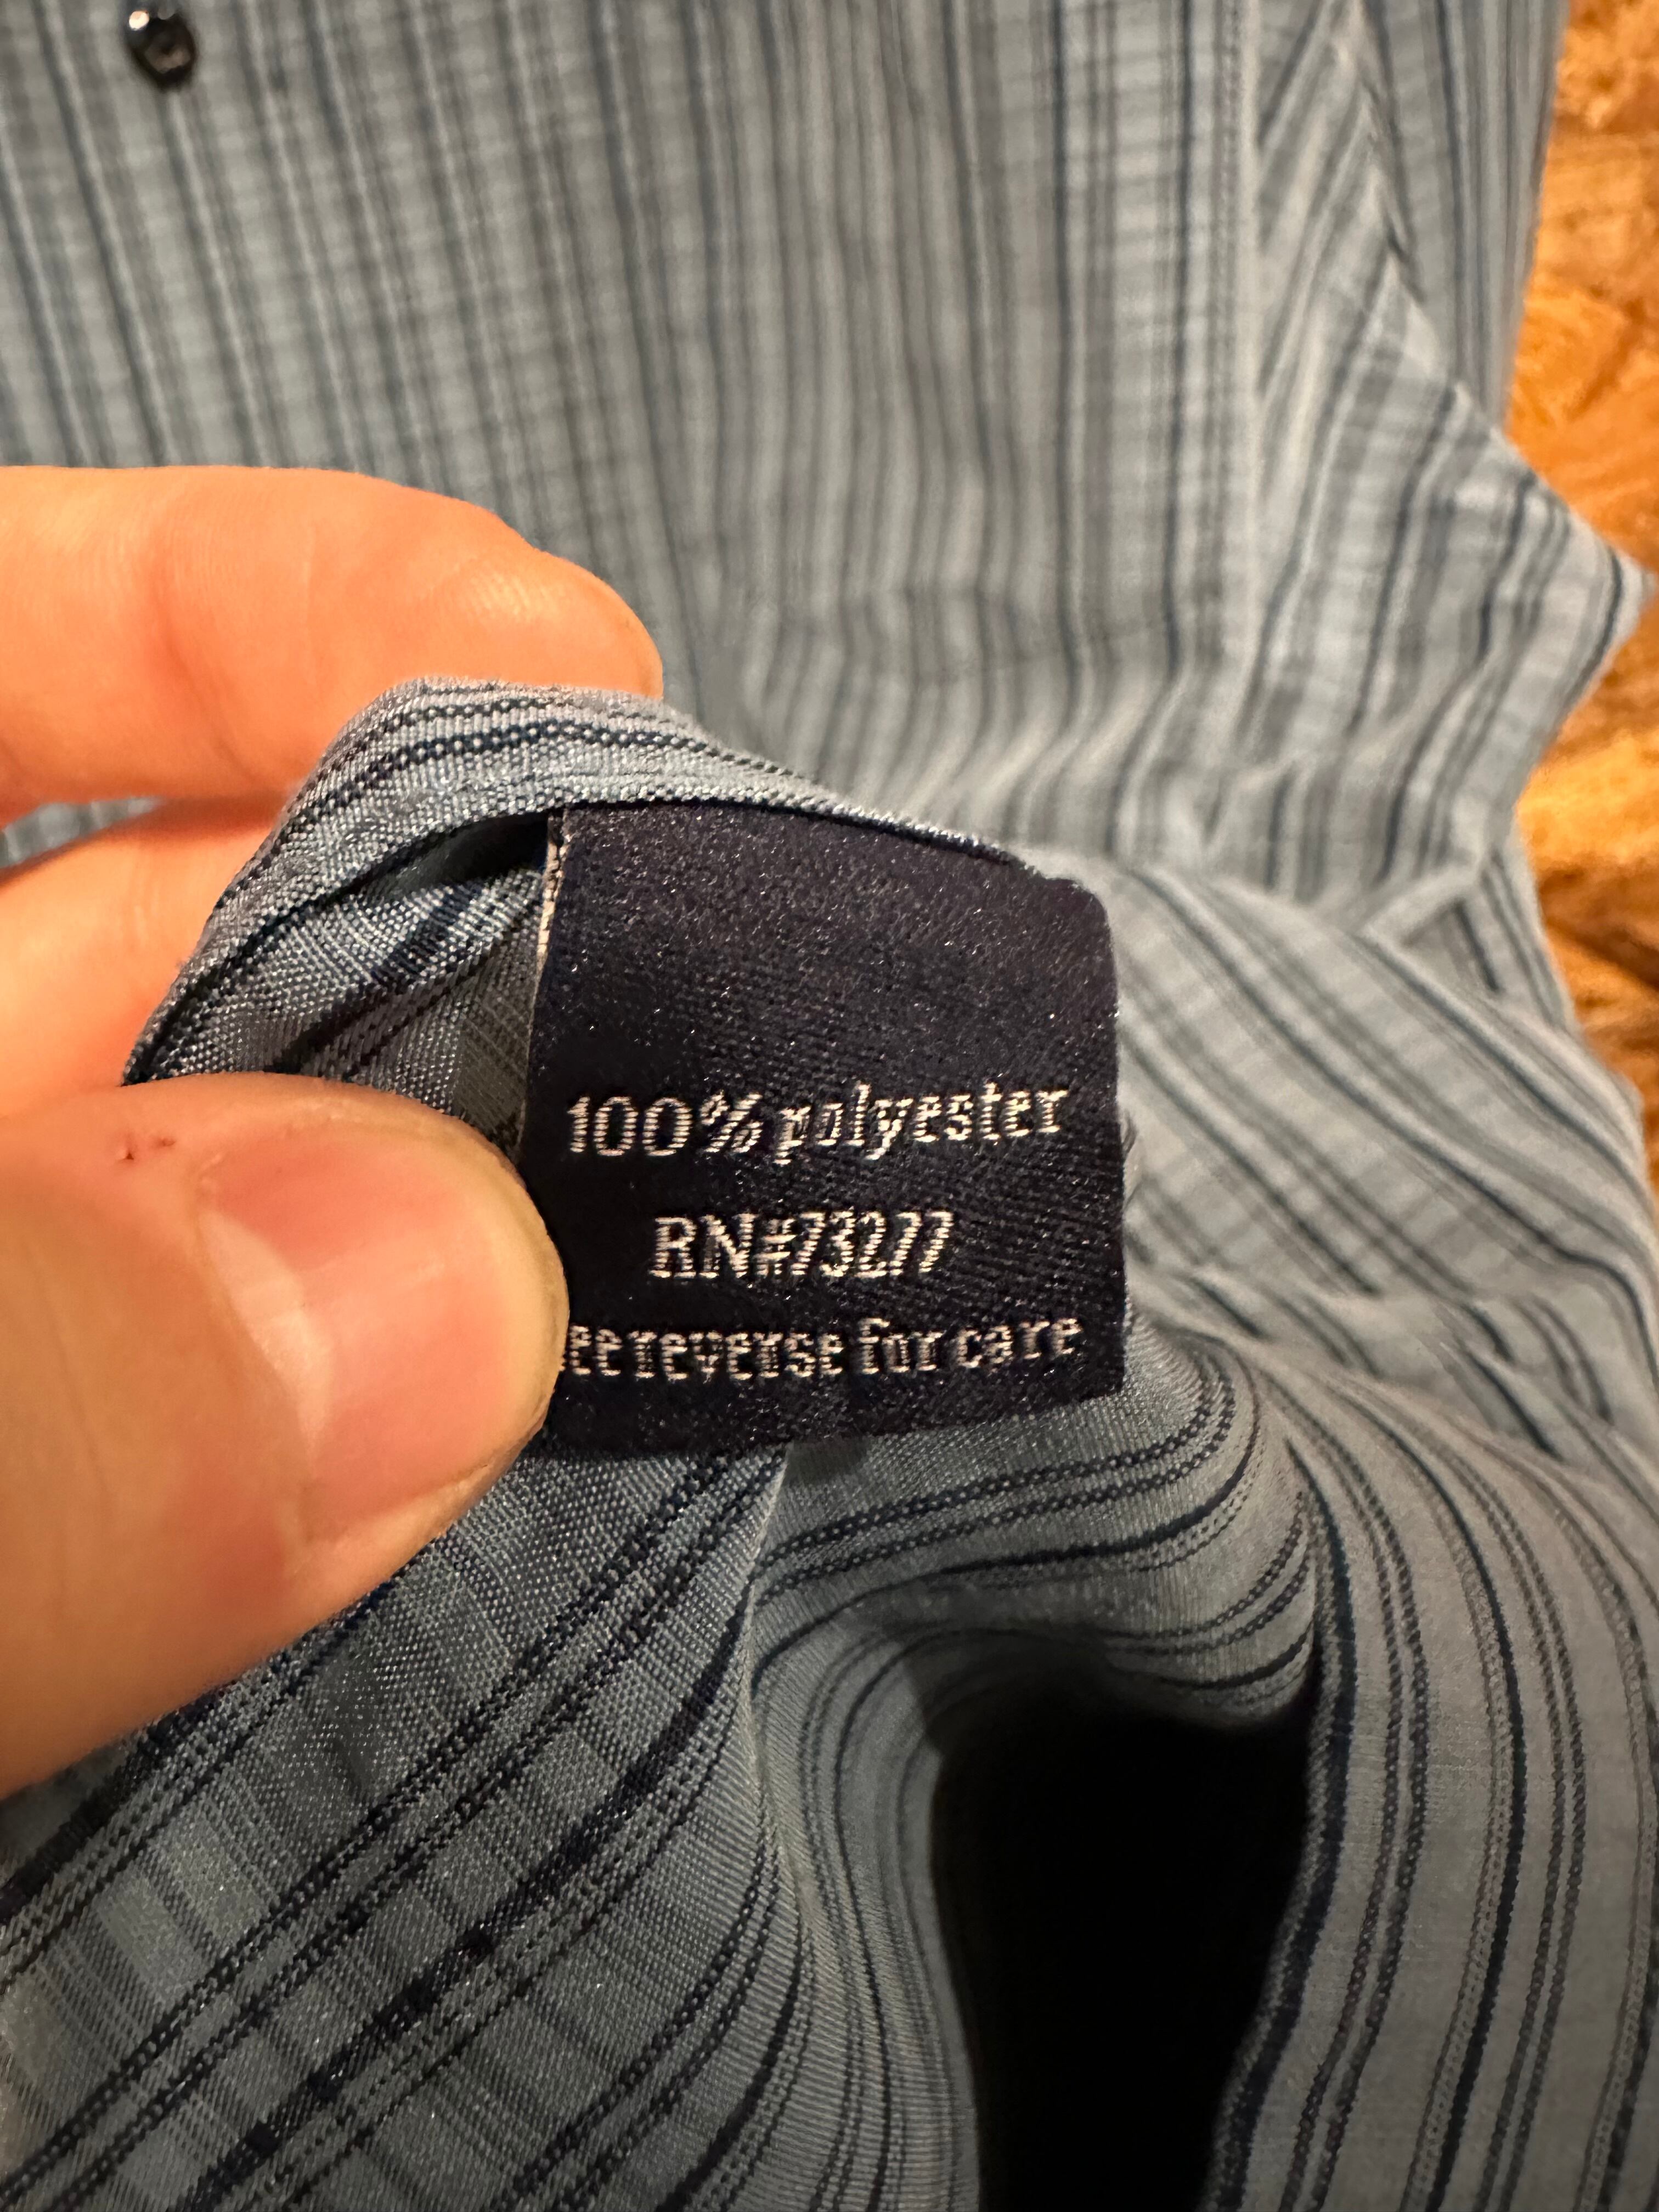 100% polyester
RN#73277
ee reverse for care